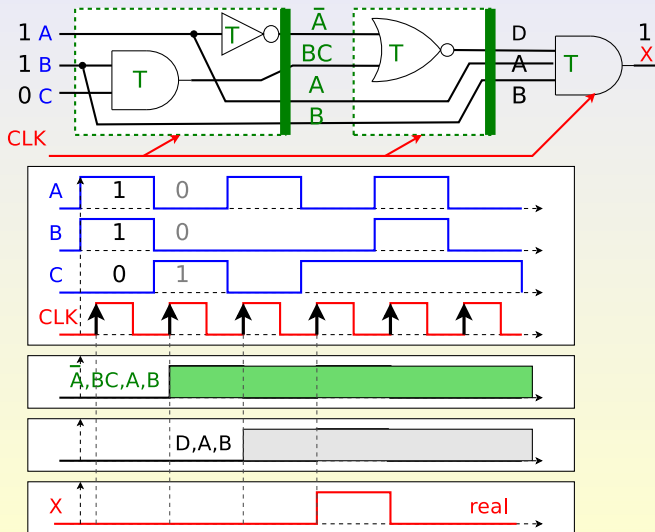 Ā
1 A T D 1
BC T X
1 B T A A T
0 C B B
CLK
A 1 0
B 1 0
C 0 1
CLK
Ā,BC,A,B
D,A,B
X real